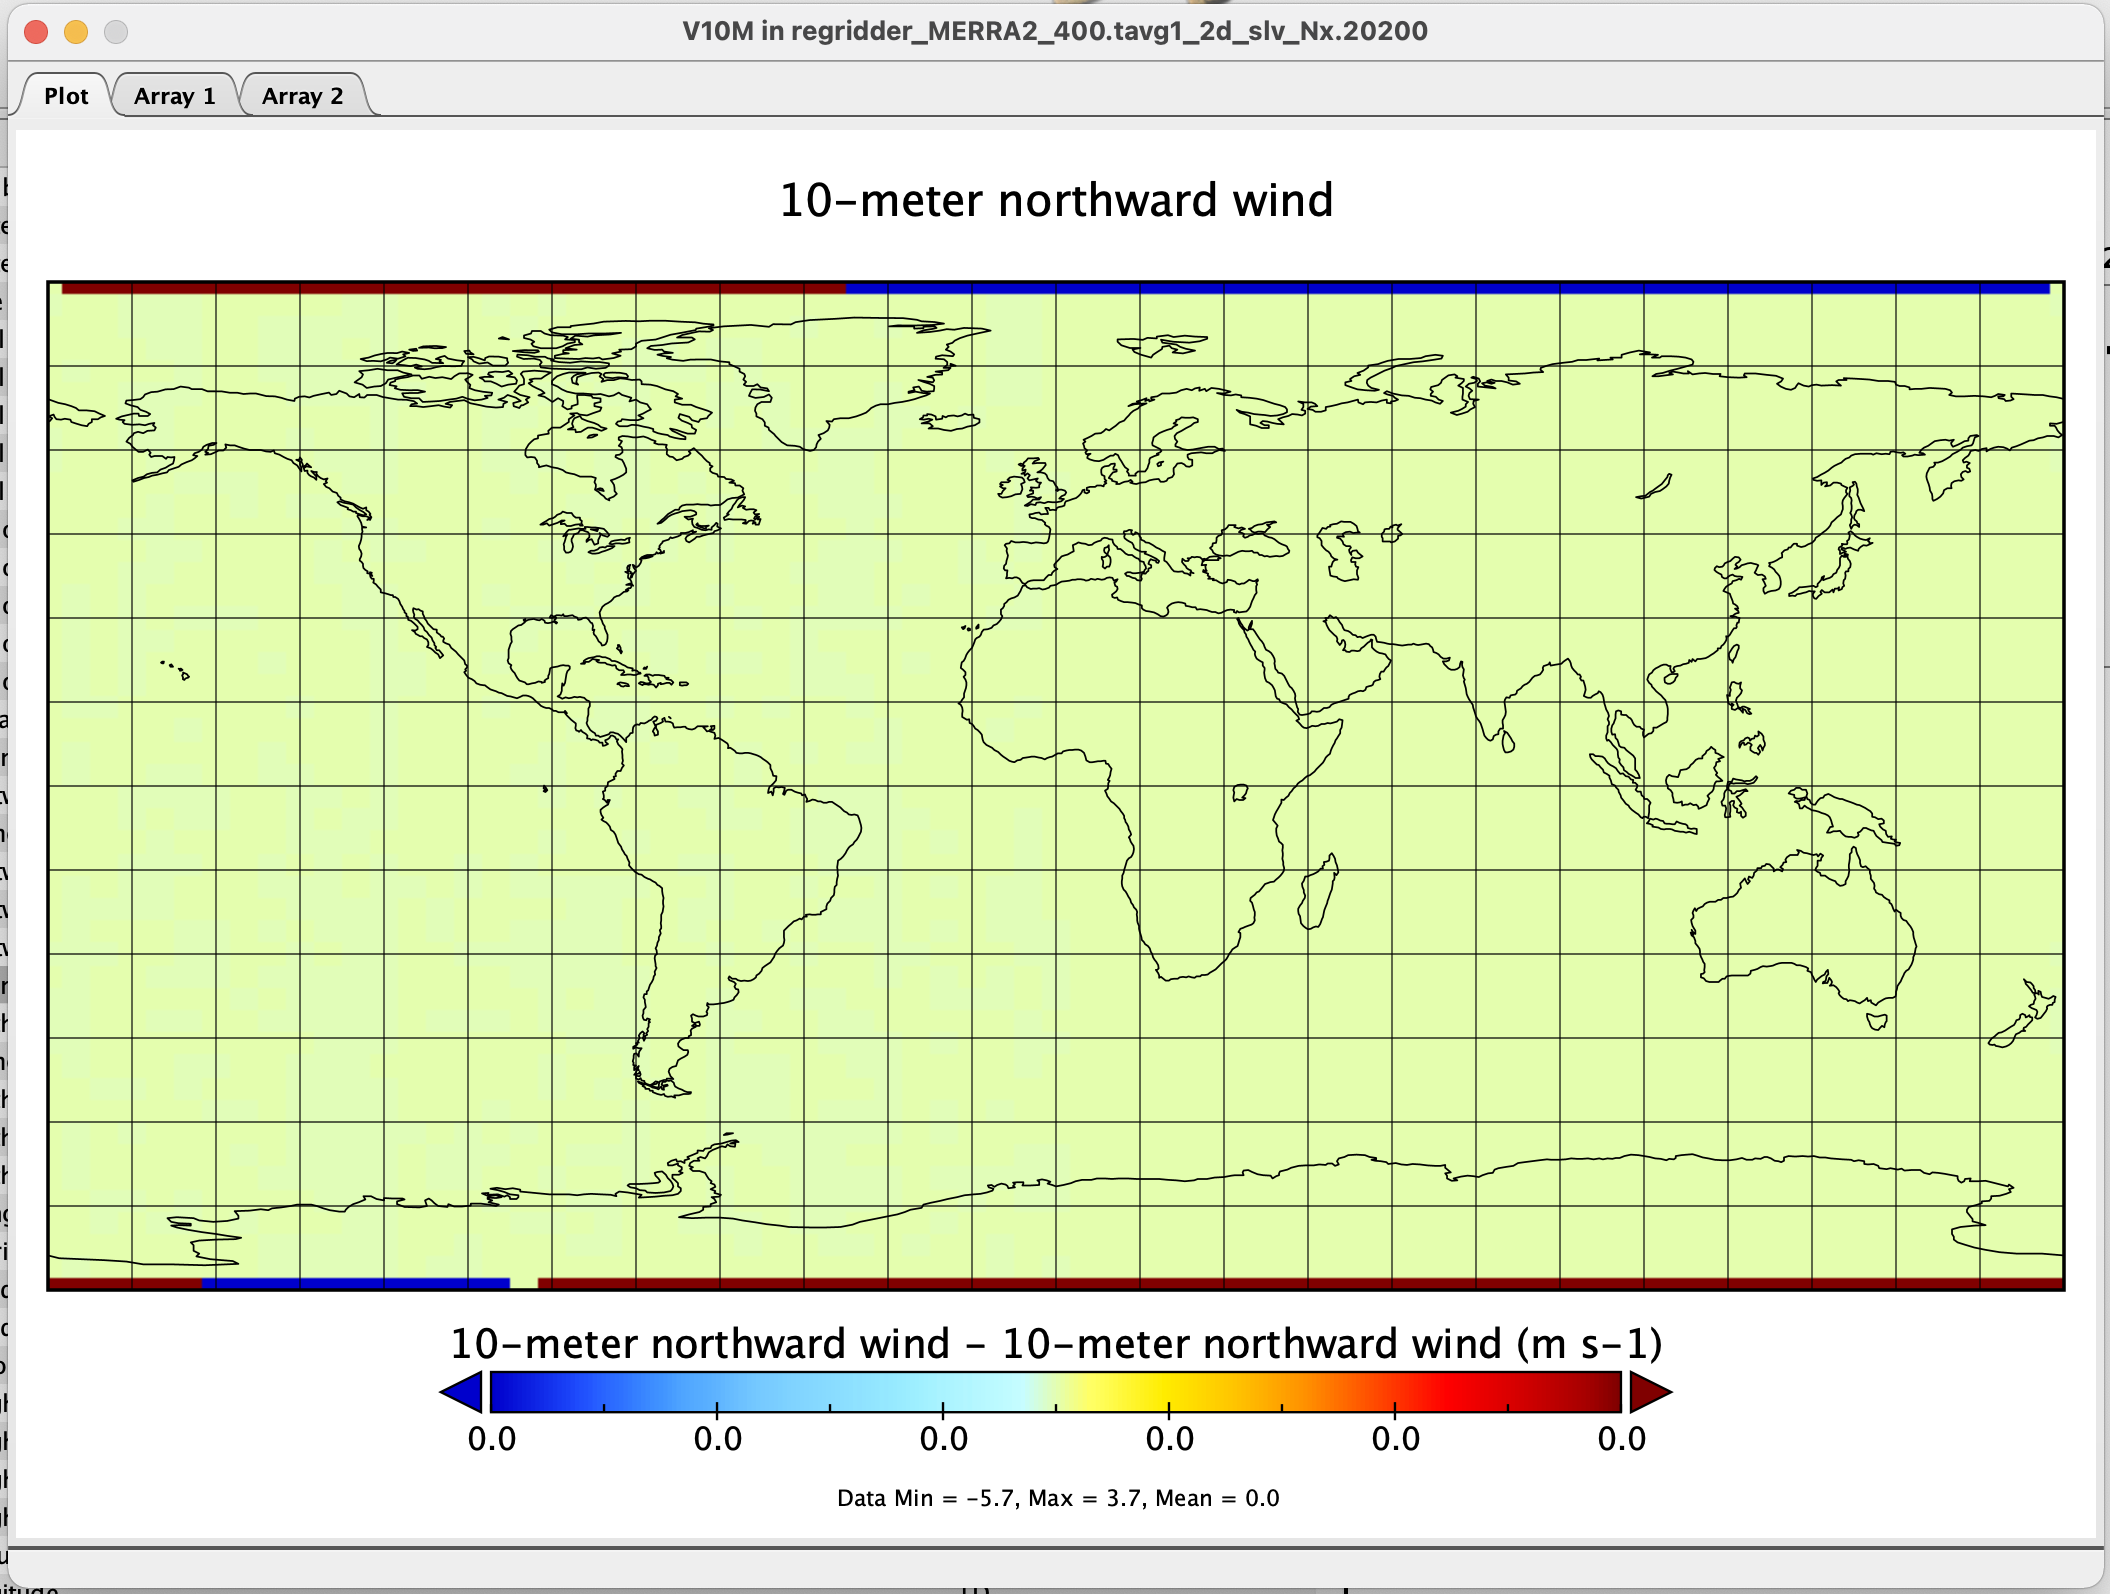 V10M in regridder_MERRA2_400.tavg1_2d_slv_Nx.20200
Plot
Array 1
Array 2
10-meter northward wind
10-meter northward wind - 10-meter northward wind (m s-1)
0.0 0.0 0.0 0.0 0.0 0.0
Data Min = -5.7, Max = 3.7, Mean = 0.0